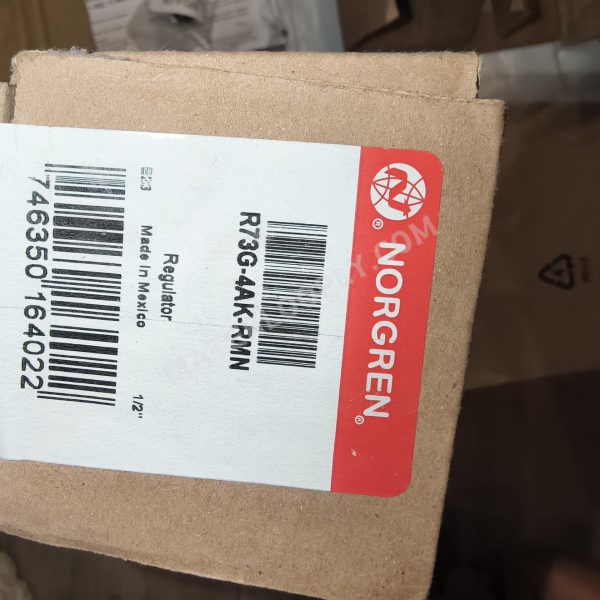 NORGREN
R73G-4AK-RMN
Regulator
Made in Mexico
1/2"
746350 164022